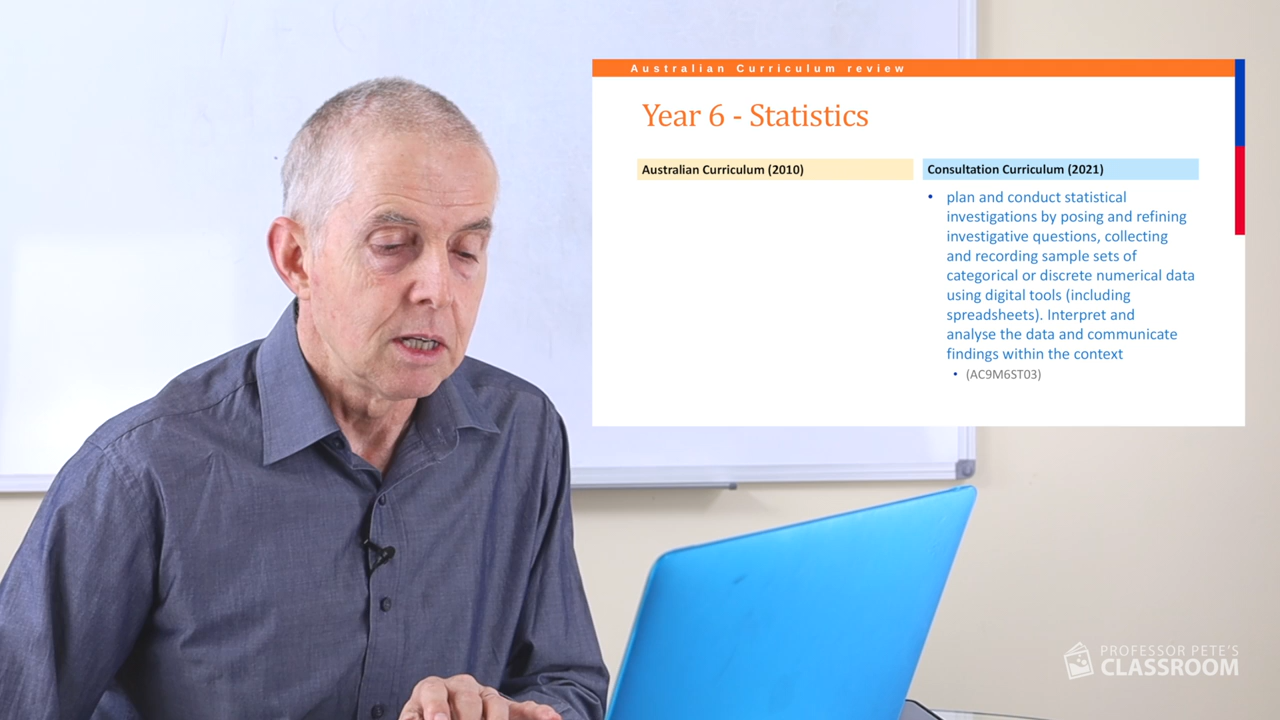 Australian Curriculum review
Year 6 - Statistics
Australian Curriculum (2010)
Consultation Curriculum (2021)
• plan and conduct statistical
investigations by posing and refining
investigative questions, collecting
and recording sample sets of
categorical or discrete numerical data
using digital tools (including
spreadsheets). Interpret and
analyse the data and communicate
findings within the context
• (AC9M6ST03)
PROFESSOR PETE'S
CLASSROOM